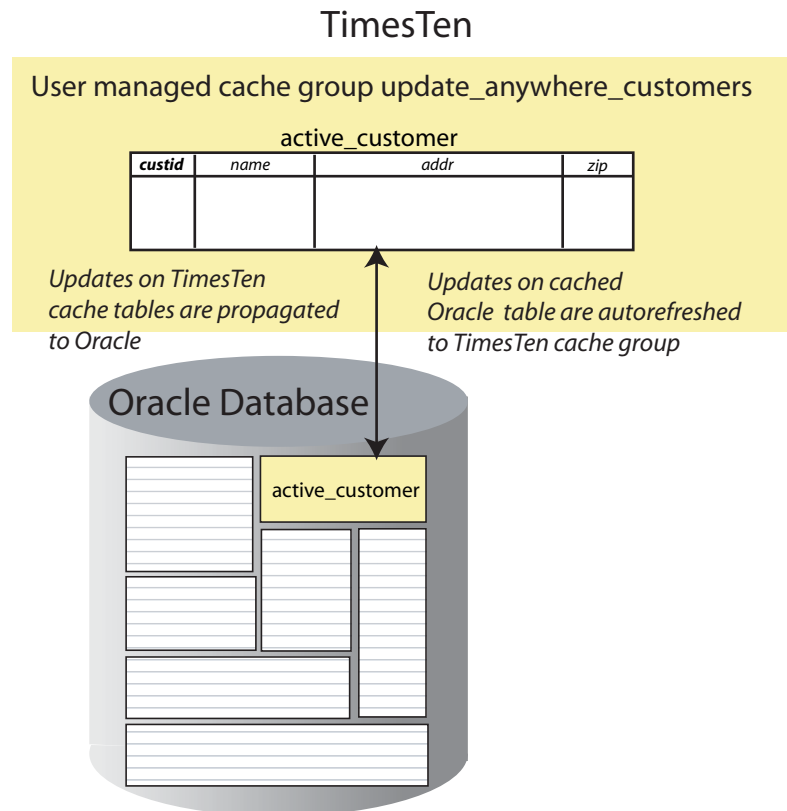 TimesTen
User managed cache group update_anywhere_customers
active_customer
custid name addr zip
Updates on TimesTen
cache tables are propagated
to Oracle
Updates on cached
Oracle table are autorefreshed
to TimesTen cache group
Oracle Database
active_customer